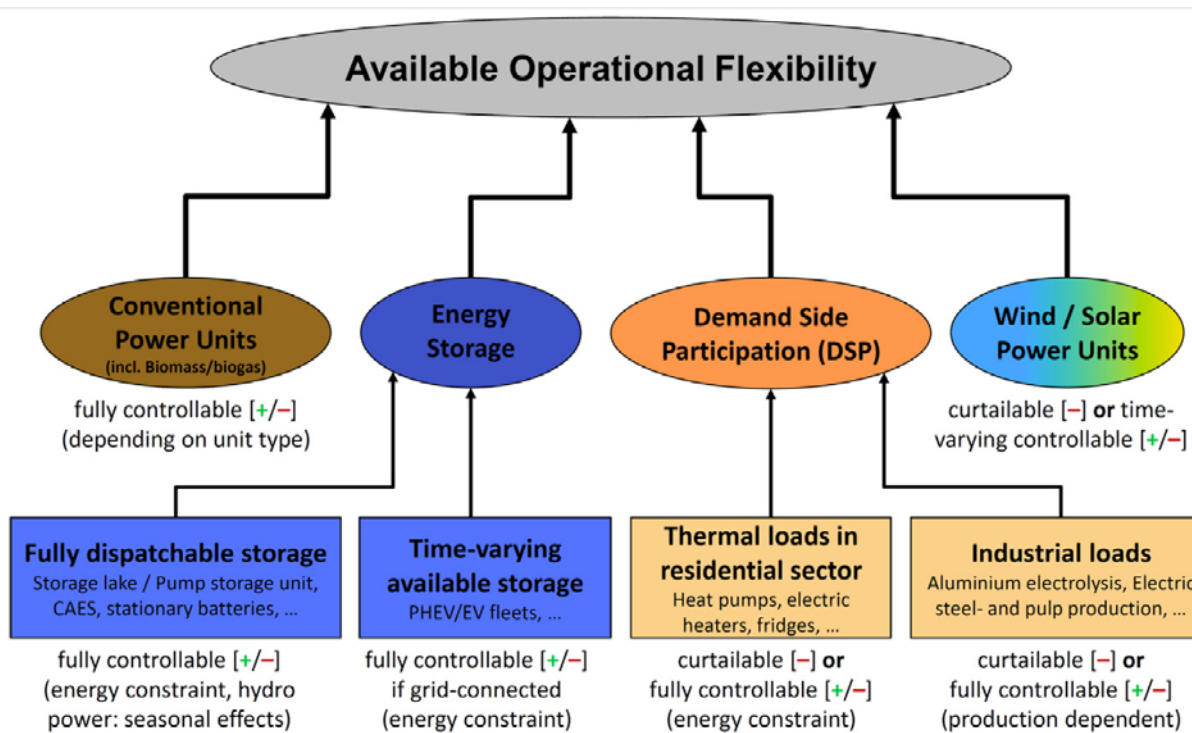 Available Operational Flexibility
Conventional
Power Units
(incl. Biomass/biogas)
fully controllable [+/−]
(depending on unit type)
Energy
Storage
Demand Side
Participation (DSP)
Wind / Solar
Power Units
curtailable [−] or time-
varying controllable [+/−]
Fully dispatchable storage
Storage lake / Pump storage unit,
CAES, stationary batteries, ...
fully controllable [+/−]
(energy constraint, hydro
power: seasonal effects)
Time-varying
available storage
PHEV/EV fleets, ...
fully controllable [+/−]
if grid-connected
(energy constraint)
Thermal loads in
residential sector
Heat pumps, electric
heaters, fridges, ...
curtailable [−] or
fully controllable [+/−]
(energy constraint)
Industrial loads
Aluminium electrolysis, Electric
steel- and pulp production, ...
curtailable [−] or
fully controllable [+/−]
(production dependent)